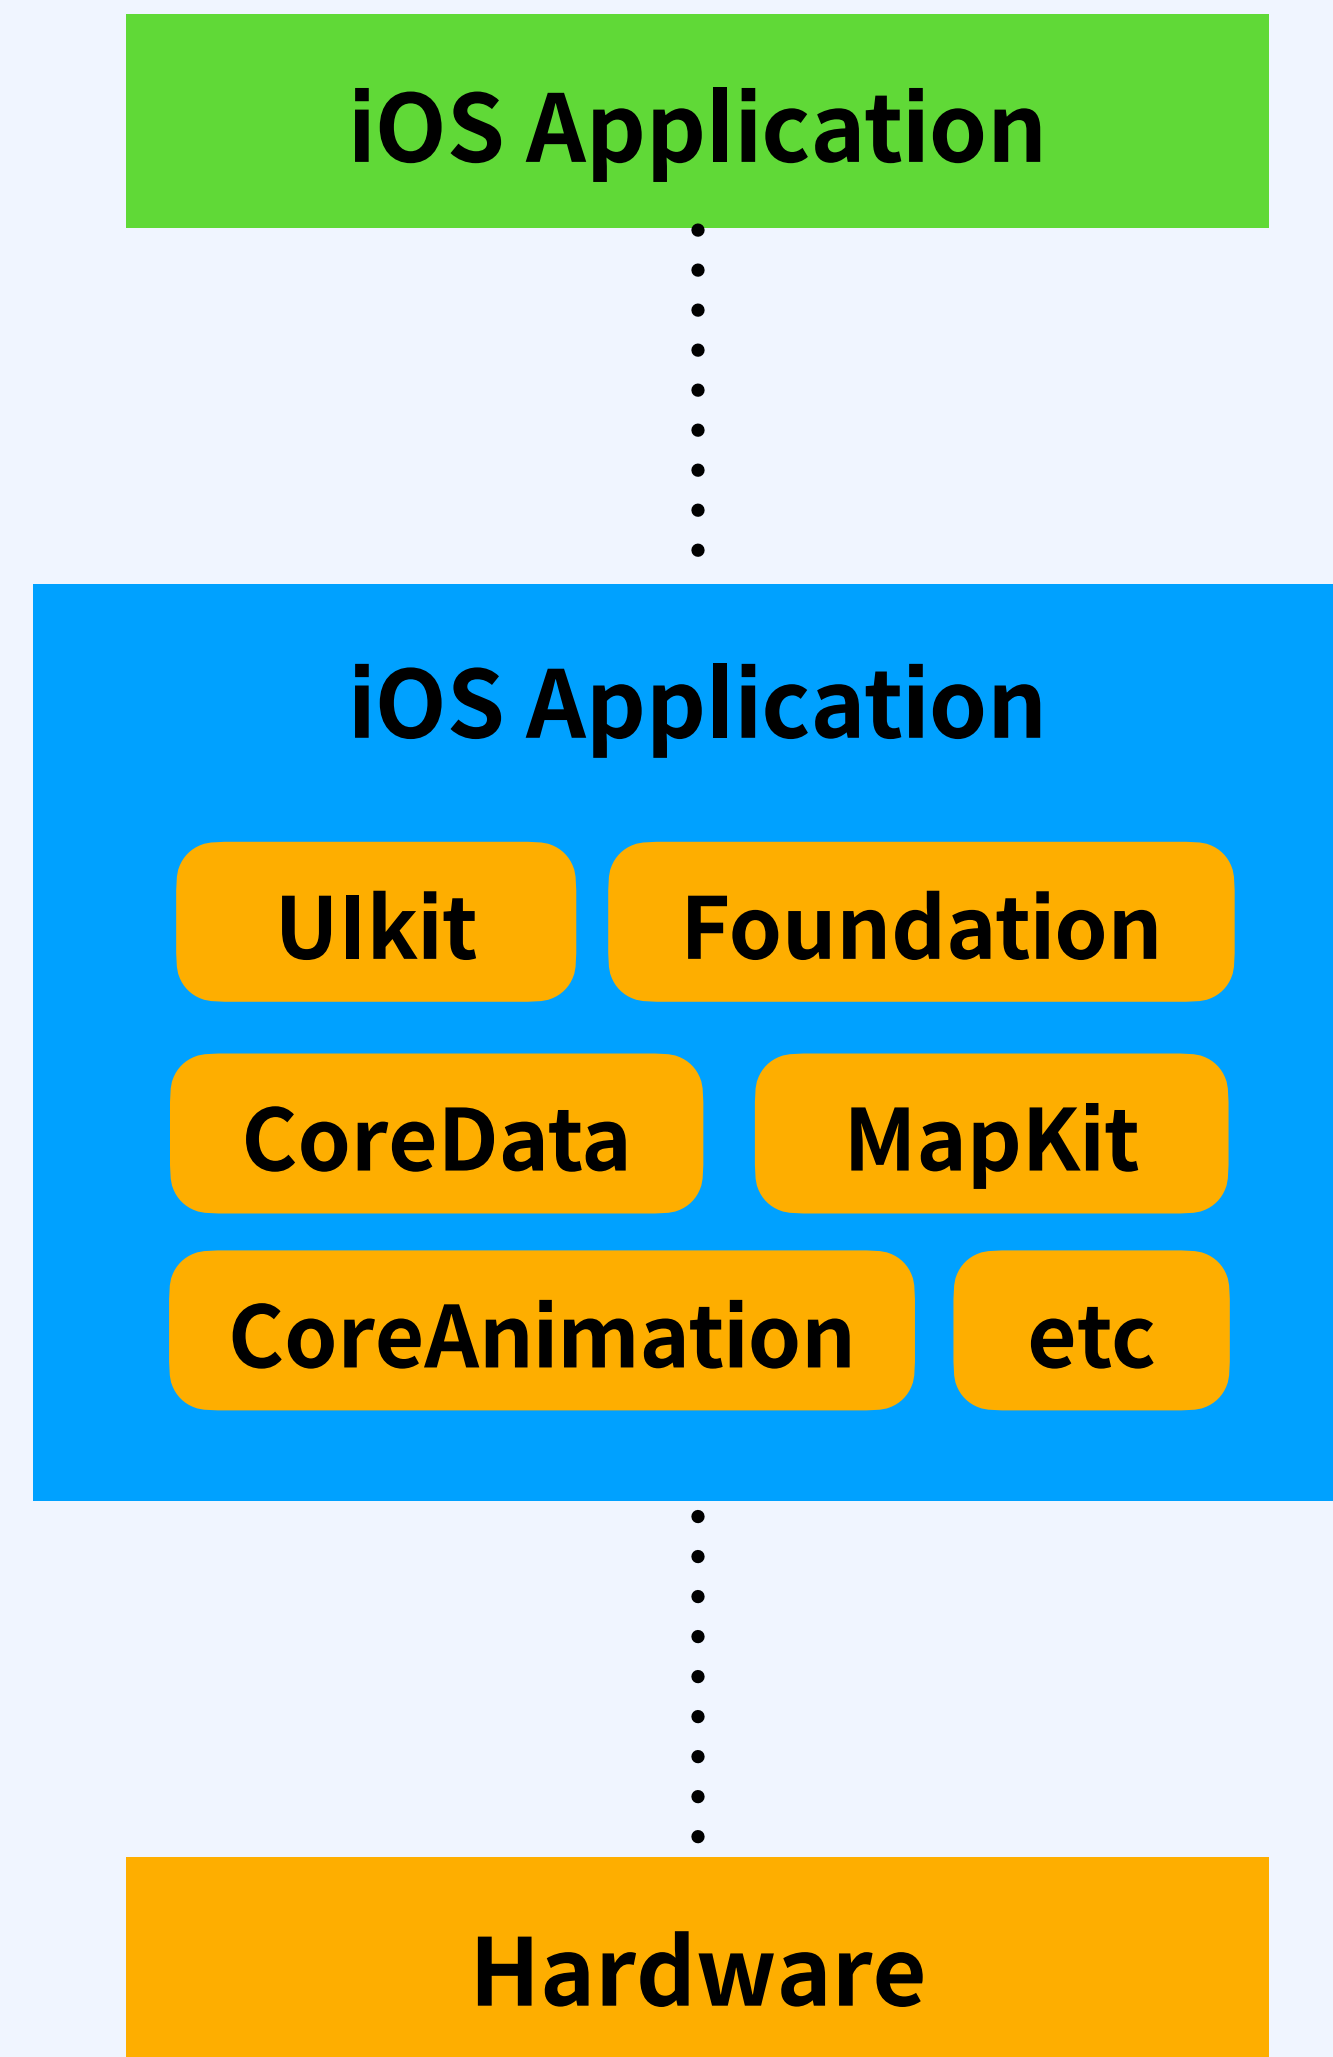 iOS Application
iOS Application
UIkit Foundation
CoreData MapKit
CoreAnimation etc
Hardware